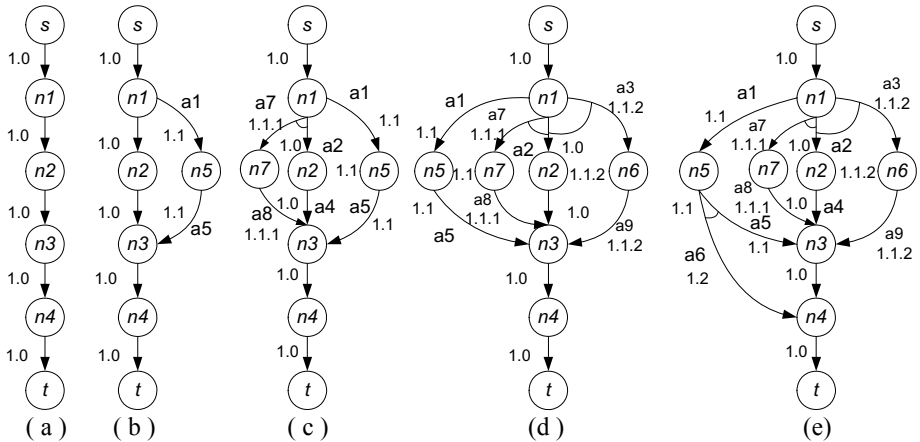 s s s s s
1.0 1.0 1.0 1.0 1.0
n1 n1 n1 n1 n1
a1 a7 a1 a1 a7 a3 a1 a7 a3
1.1.1 1.1.2 1.1.2
1.0 1.0 1.0 1.1 1.1 1.1.1 1.0 1.1 1.1.1 1.0
1.1 a2 a2 a2
n2 n2 n5 n7 n2 1.1 n5 n5 1.1 n7 n2 1.1.2 n6 n5 n7 n2 1.1.2 n6
1.0 1.0 1.1 a8 1.0 a4 a5 1.1 a8 1.0 1.1 a8 a4
a5 1.1.1 1.1 a5 1.1.1 a9 1.1.1 a5 a9
n3 n3 n3 n3 1.1.2 a6 1.1 n3 1.1.2
1.0 1.0 1.0 1.0 1.2 1.0
n4 n4 n4 n4 n4
1.0 1.0 1.0 1.0 1.0
t t t t t
( a ) ( b ) ( c ) ( d ) (e)